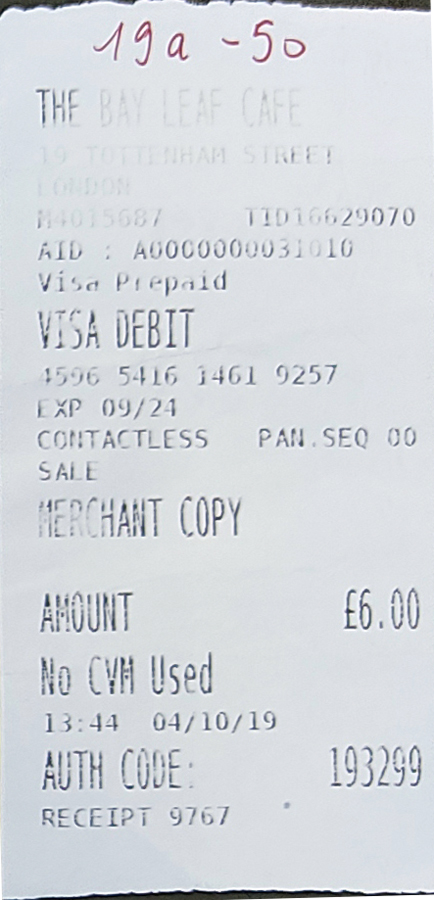 19a - 50
THE BAY LEAF CAFE
19 TOTTENHAM STREET
LONDON
M4015687 TID16629070
AID : A0000000031010
Visa Prepaid
VISA DEBIT
4596 5416 1461 9257
EXP 09/24
CONTACTLESS PAN.SEQ 00
SALE
MERCHANT COPY
AMOUNT £6.00
No CVM Used
13:44 04/10/19
AUTH CODE: 193299
RECEIPT 9767